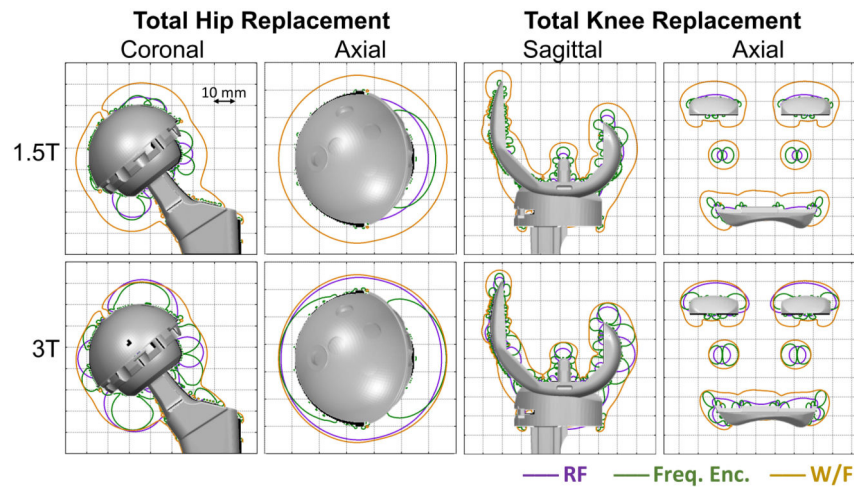 Total Hip Replacement Total Knee Replacement
Coronal Axial Sagittal Axial
10 mm
1.5T
3T
RF Freq. Enc. W/F